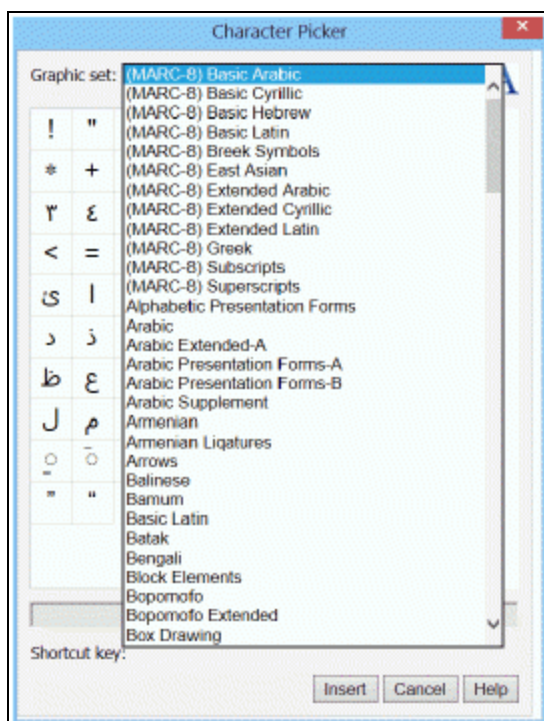 Character Picker
Graphic set:
(MARC-8) Basic Arabic
(MARC-8) Basic Cyrillic
(MARC-8) Basic Hebrew
(MARC-8) Basic Latin
(MARC-8) Breek Symbols
(MARC-8) East Asian
(MARC-8) Extended Arabic
(MARC-8) Extended Cyrillic
(MARC-8) Extended Latin
(MARC-8) Greek
(MARC-8) Subscripts
(MARC-8) Superscripts
Alphabetic Presentation Forms
Arabic
Arabic Extended-A
Arabic Presentation Forms-A
Arabic Presentation Forms-B
Arabic Supplement
Armenian
Armenian Ligatures
Arrows
Balinese
Bamum
Basic Latin
Batak
Bengali
Block Elements
Bopomofo
Bopomofo Extended
Box Drawing
! "
* +
٣ ٤
< =
ئ ا
د ذ
ظ ع
ل م
” “
Shortcut key:
Insert Cancel Help